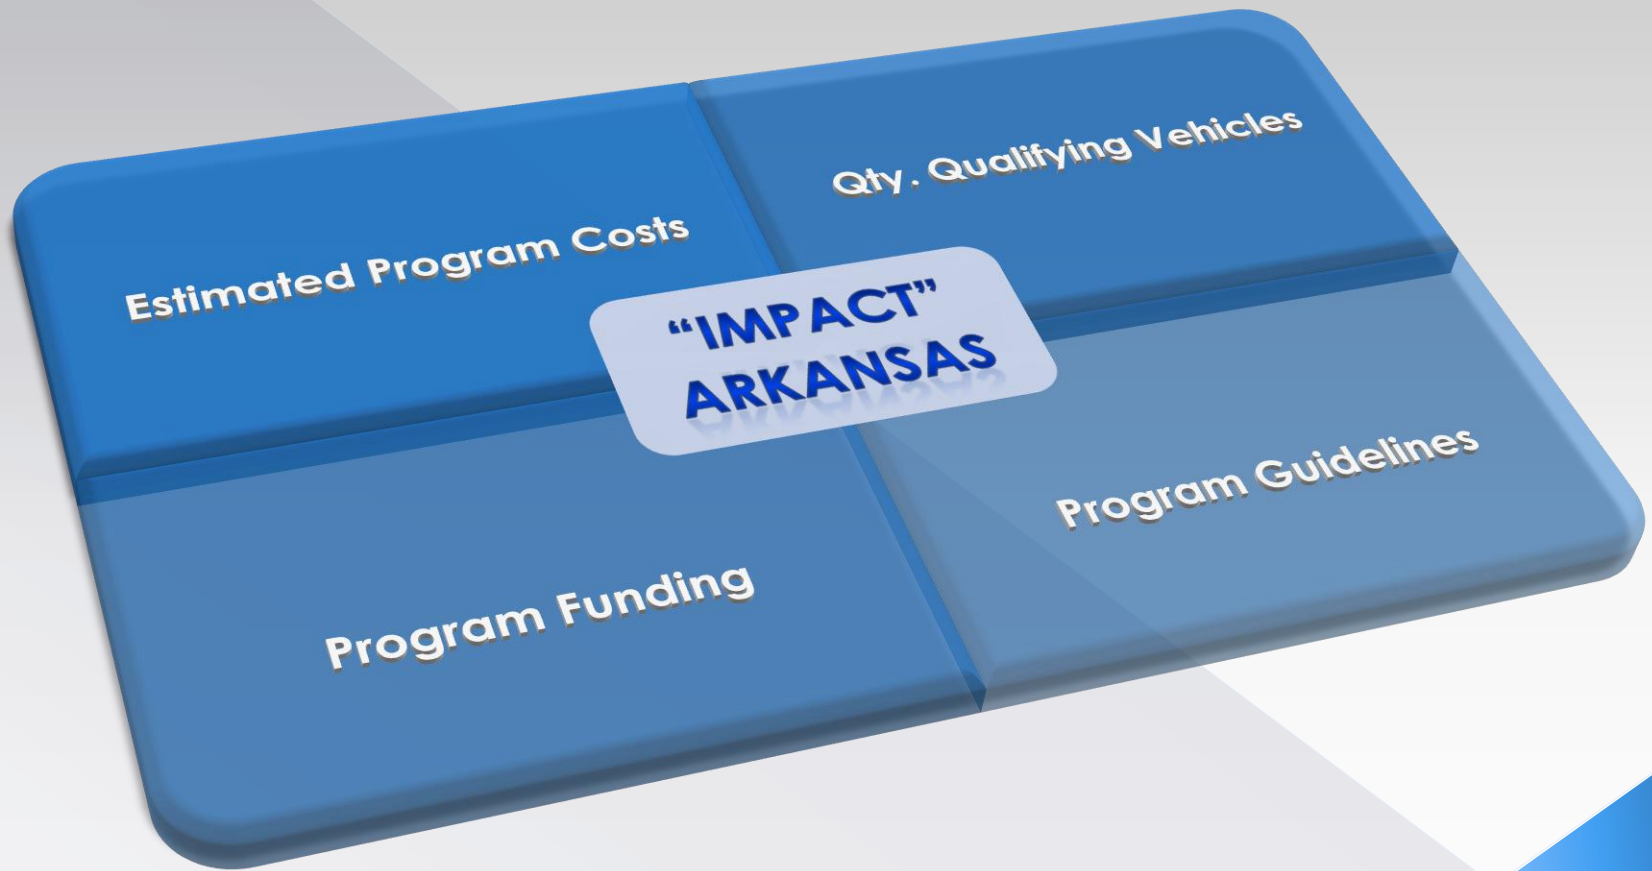 Estimated Program Costs
Qty. Qualifying Vehicles
“IMPACT”
ARKANSAS
Program Funding
Program Guidelines